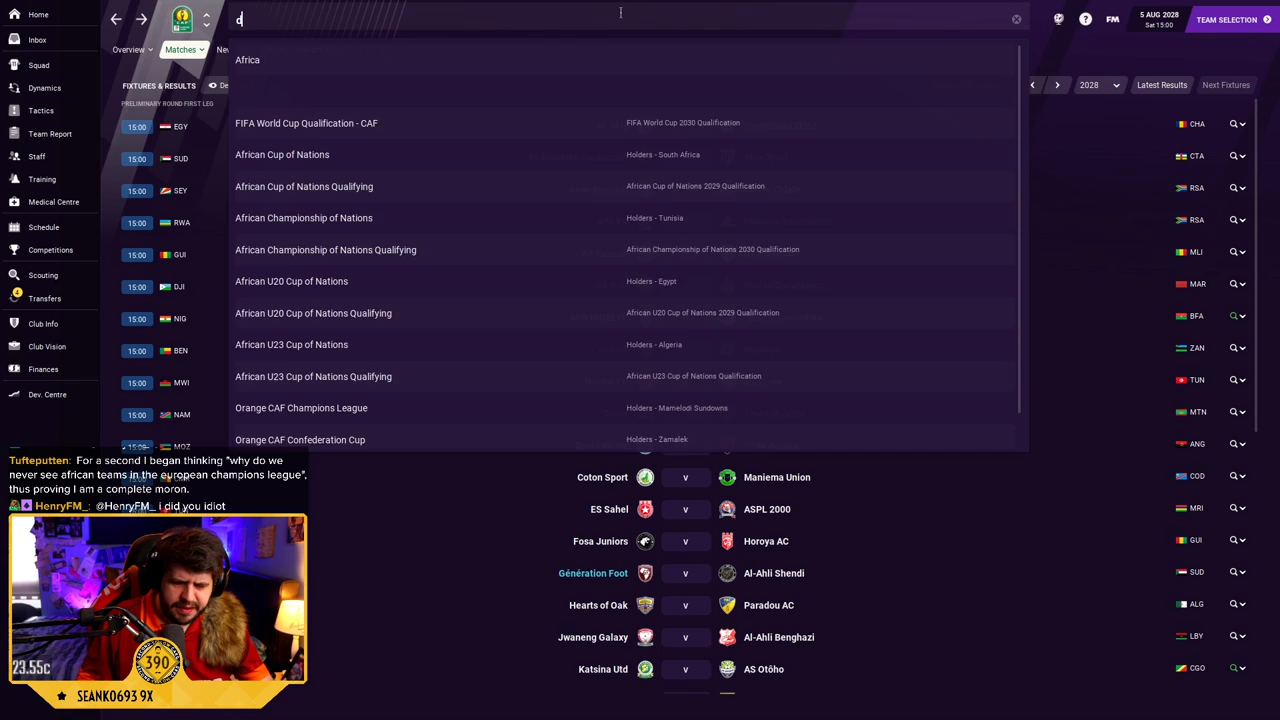 Home
Inbox
Squad
Dynamics
Tactics
Team Report
Staff
Training
Medical Centre
Schedule
Competitions
Scouting
4
Transfers
Club Info
Club Vision
Finances
Dev. Centre
d
FM
5 AUG 2028
Sat 15:00
TEAM SELECTION
Overview
Matches
Nev
FIXTURES & RESULTS
De
2028
Latest Results
Next Fixtures
PRELIMINARY ROUND FIRST LEG
Africa
FIFA World Cup Qualification - CAF FIFA World Cup 2030 Qualification
African Cup of Nations Holders - South Africa
African Cup of Nations Qualifying African Cup of Nations 2029 Qualification
African Championship of Nations Holders - Tunisia
African Championship of Nations Qualifying African Championship of Nations 2030 Qualification
African U20 Cup of Nations Holders - Egypt
African U20 Cup of Nations Qualifying African U20 Cup of Nations 2029 Qualification
African U23 Cup of Nations Holders - Algeria
African U23 Cup of Nations Qualifying African U23 Cup of Nations Qualification
Orange CAF Champions League Holders - Mamelodi Sundowns
Orange CAF Confederation Cup Holders - Zamalek
15:00 EGY CHA
15:00 SUD CTA
15:00 SEY RSA
15:00 RWA RSA
15:00 GUI MLI
15:00 DJI MAR
15:00 NIG BFA
15:00 BEN ZAN
15:00 MWI TUN
15:00 NAM MTN
15:00 MOZ ANG
Coton Sport v Maniema Union COD
ES Sahel v ASPL 2000 MRI
Fosa Juniors v Horoya AC GUI
Génération Foot v Al-Ahli Shendi SUD
Hearts of Oak v Paradou AC ALG
Jwaneng Galaxy v Al-Ahli Benghazi LBY
Katsina Utd v AS Otôho CGO
Tufteputten: For a second I began thinking "why do we
never see african teams in the european champions league",
thus proving I am a complete moron.
HenryFM_: @HenryFM_ i did you idiot
23.55c
390
SEANK0693 9X